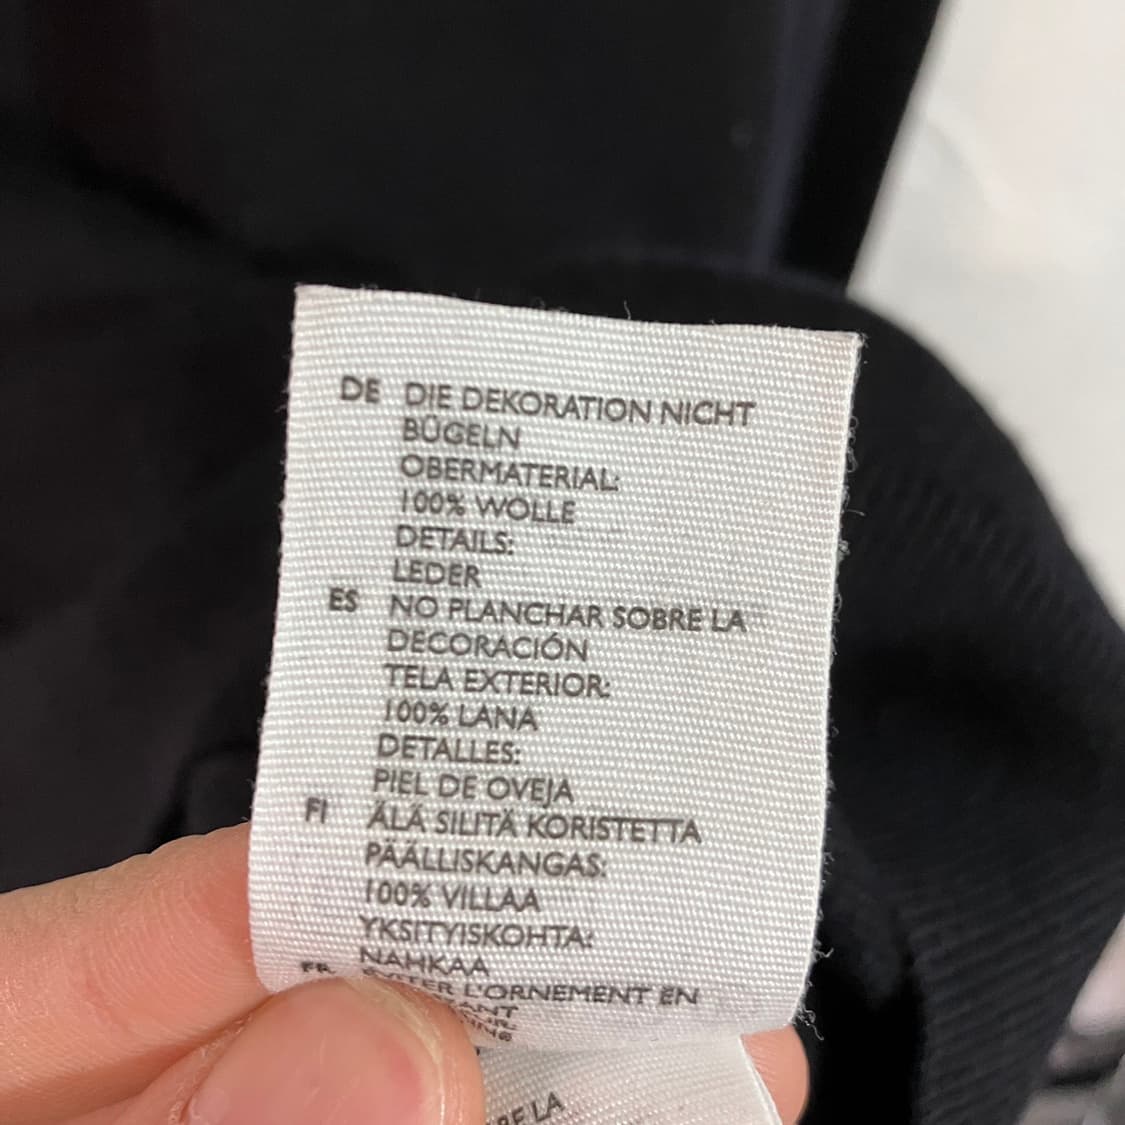 DE DIE DEKORATION NICHT
BÜGELN
OBERMATERIAL:
100% WOLLE
DETAILS:
LEDER
ES NO PLANCHAR SOBRE LA
DECORACIÓN
TELA EXTERIOR:
100% LANA
DETALLES:
PIEL DE OVEJA
FI ÄLÄ SILITÄ KORISTETTA
PÄÄLLISKANGAS:
100% VILLAA
YKSITYISKOHTA:
NAHKAA
FR ÉVITER L'ORNEMENT EN
LA